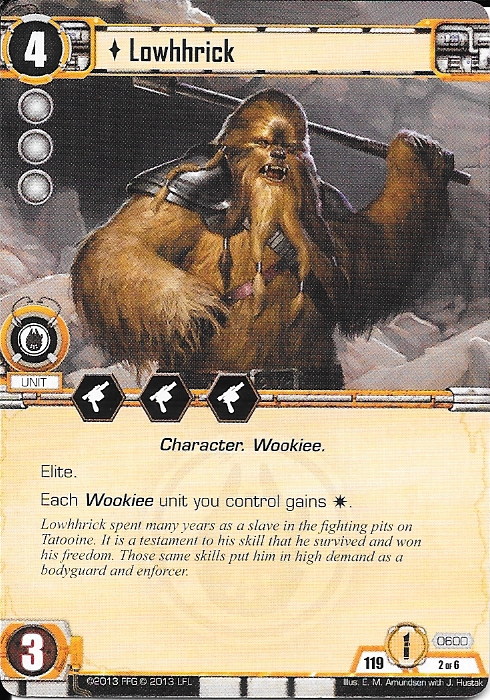 4
Lowhhrick
UNIT
Character. Wookiee.
Elite.
Each Wookiee unit you control gains ✷.
Lowhhrick spent many years as a slave in the fighting pits on
Tatooine. It is a testament to his skill that he survived and won
his freedom. Those same skills put him in high demand as a
bodyguard and enforcer.
3
119
1
0600
2 OF 6
©2013 FFG © 2013 LFL
Illus. E. M. Amundsen with J. Hustak